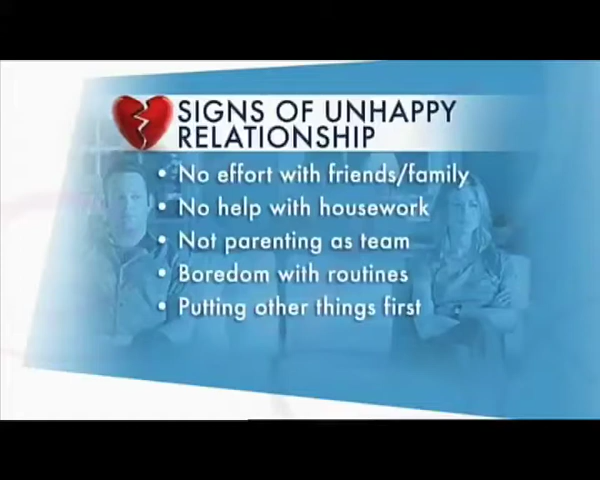 SIGNS OF UNHAPPY
RELATIONSHIP
• No effort with friends/family
• No help with housework
• Not parenting as team
• Boredom with routines
• Putting other things first